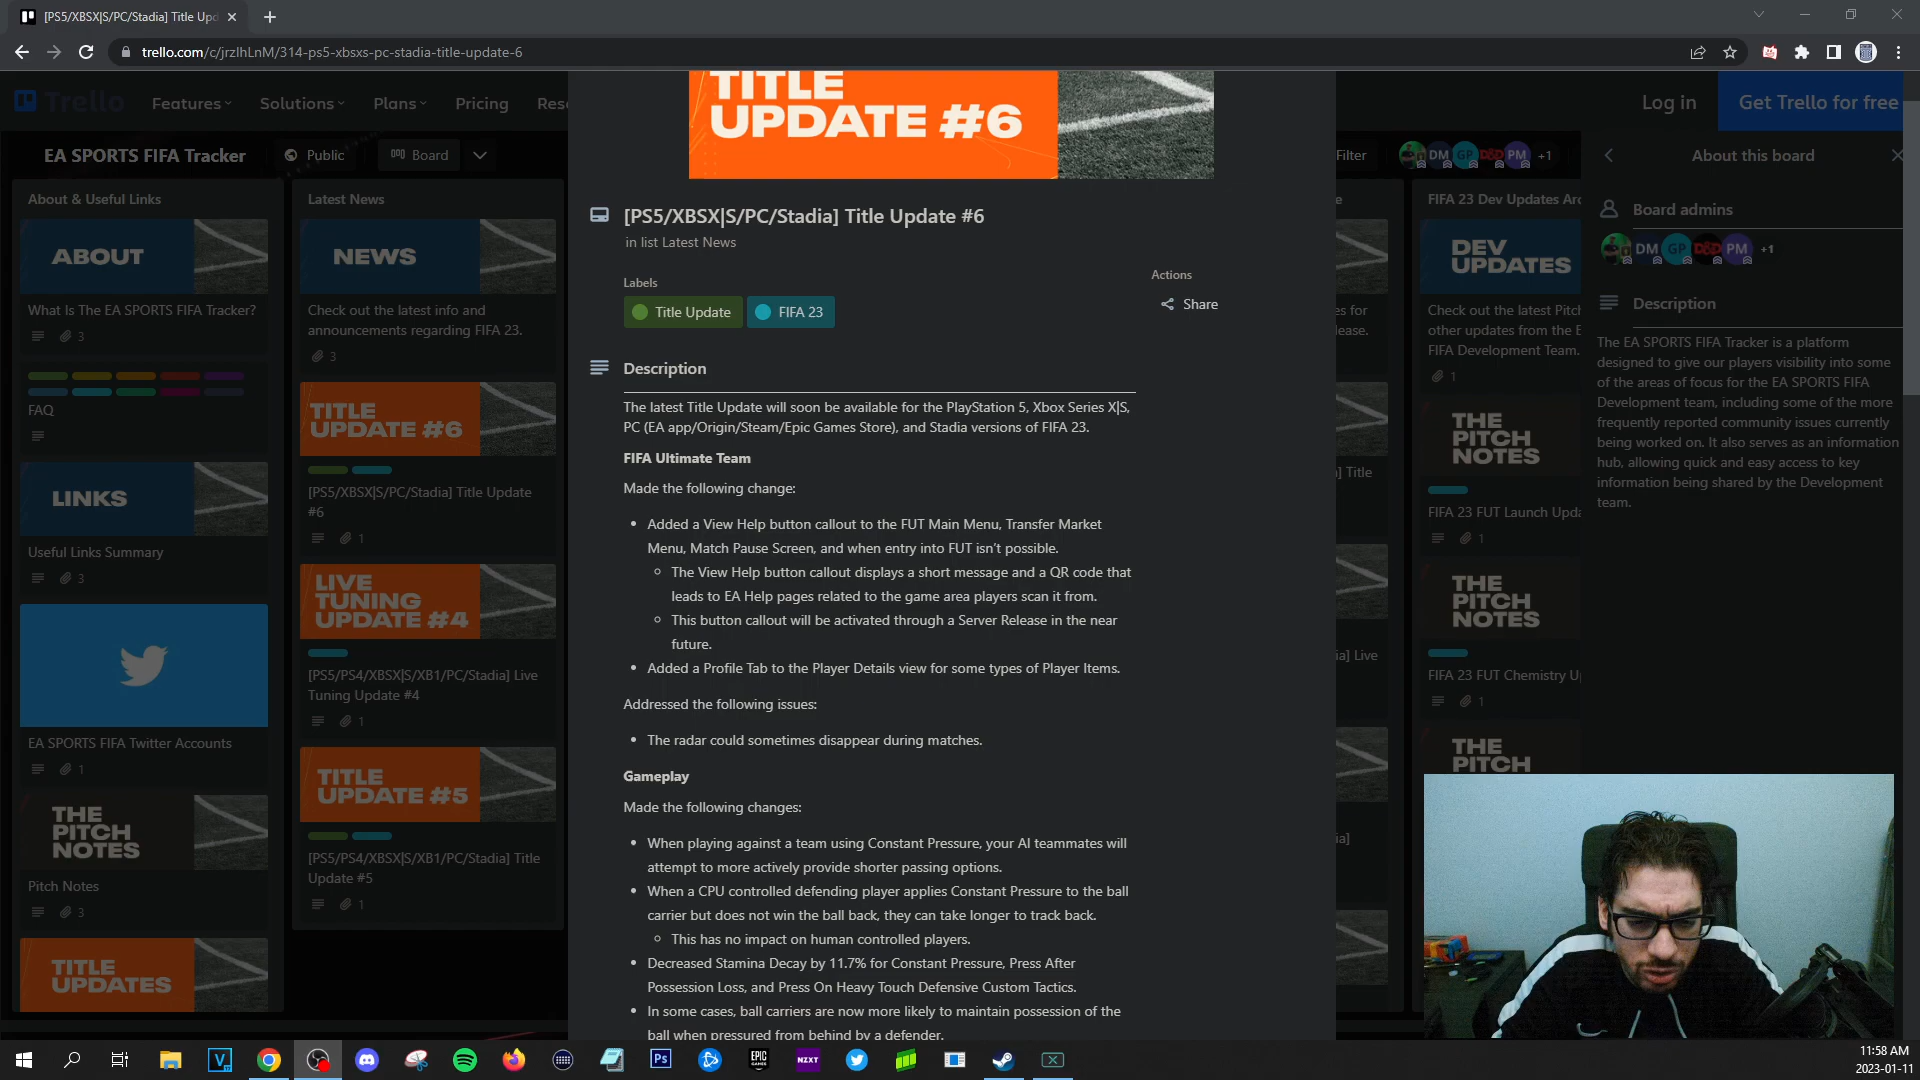 [PS5/XBSX|S/PC/Stadia] Title Upd
trello.com/c/jrzlhLnM/314-ps5-xbsxs-pc-stadia-title-update-6
Trello
Features
Solutions
Plans
Pricing
Res
Log in
Get Trello for free
EA SPORTS FIFA Tracker
Public
Board
Filter
DM
GP
PM
+1
About this board
About & Useful Links
ABOUT
What Is The EA SPORTS FIFA Tracker?
3
FAQ
LINKS
Useful Links Summary
3
EA SPORTS FIFA Twitter Accounts
1
THE
PITCH
NOTES
Pitch Notes
3
TITLE
UPDATES
Latest News
NEWS
Check out the latest info and
announcements regarding FIFA 23.
3
TITLE
UPDATE #6
[PS5/XBSX|S/PC/Stadia] Title Update
#6
1
LIVE
TUNING
UPDATE #4
[PS5/PS4/XBSX|S/XB1/PC/Stadia] Live
Tuning Update #4
1
TITLE
UPDATE #5
[PS5/PS4/XBSX|S/XB1/PC/Stadia] Title
Update #5
1
TITLE
UPDATE #6
[PS5/XBSX|S/PC/Stadia] Title Update #6
in list Latest News
Labels
Title Update
FIFA 23
Actions
Share
Description
The latest Title Update will soon be available for the PlayStation 5, Xbox Series X|S,
PC (EA app/Origin/Steam/Epic Games Store), and Stadia versions of FIFA 23.
FIFA Ultimate Team
Made the following change:
Added a View Help button callout to the FUT Main Menu, Transfer Market
Menu, Match Pause Screen, and when entry into FUT isn't possible.
The View Help button callout displays a short message and a QR code that
leads to EA Help pages related to the game area players scan it from.
This button callout will be activated through a Server Release in the near
future.
Added a Profile Tab to the Player Details view for some types of Player Items.
Addressed the following issues:
The radar could sometimes disappear during matches.
Gameplay
Made the following changes:
When playing against a team using Constant Pressure, your AI teammates will
attempt to more actively provide shorter passing options.
When a CPU controlled defending player applies Constant Pressure to the ball
carrier but does not win the ball back, they can take longer to track back.
This has no impact on human controlled players.
Decreased Stamina Decay by 11.7% for Constant Pressure, Press After
Possession Loss, and Press On Heavy Touch Defensive Custom Tactics.
In some cases, ball carriers are now more likely to maintain possession of the
ball when pressured from behind by a defender.
e
es for
lease.
] Title
ia] Live
ia]
FIFA 23 Dev Updates Arc
DEV
UPDATES
Check out the latest Pitch
other updates from the E
FIFA Development Team.
1
THE
PITCH
NOTES
FIFA 23 FUT Launch Upda
1
THE
PITCH
NOTES
FIFA 23 FUT Chemistry Up
1
THE
PITCH
Board admins
DM
GP
PM
+1
Description
The EA SPORTS FIFA Tracker is a platform
designed to give our players visibility into some
of the areas of focus for the EA SPORTS FIFA
Development team, including some of the more
frequently reported community issues currently
being worked on. It also serves as an information
hub, allowing quick and easy access to key
information being shared by the Development
team.
V
Ps
EPIC
GAMES
NZXT
11:58 AM
2023-01-11